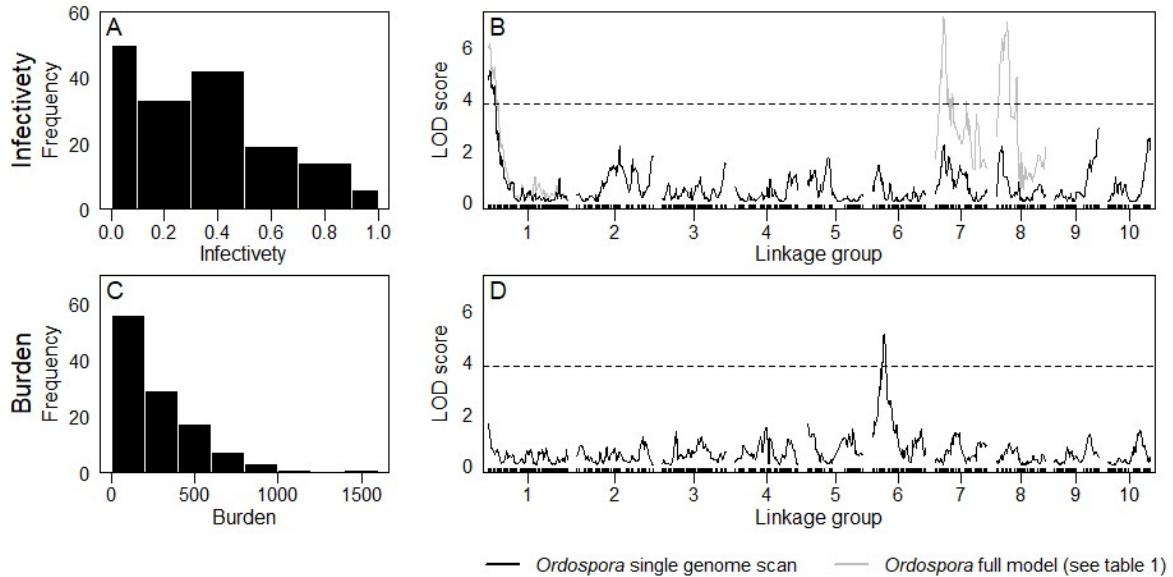 Infectivety
Frequency
A
60
40
20
0
0.0 0.2 0.4 0.6 0.8 1.0
Infectivety
LOD score
B
6
4
2
0
1 2 3 4 5 6 7 8 9 10
Linkage group
Burden
Frequency
C
60
40
20
0
0 500 1000 1500
Burden
LOD score
D
6
4
2
0
1 2 3 4 5 6 7 8 9 10
Linkage group
Ordospora single genome scan Ordospora full model (see table 1)